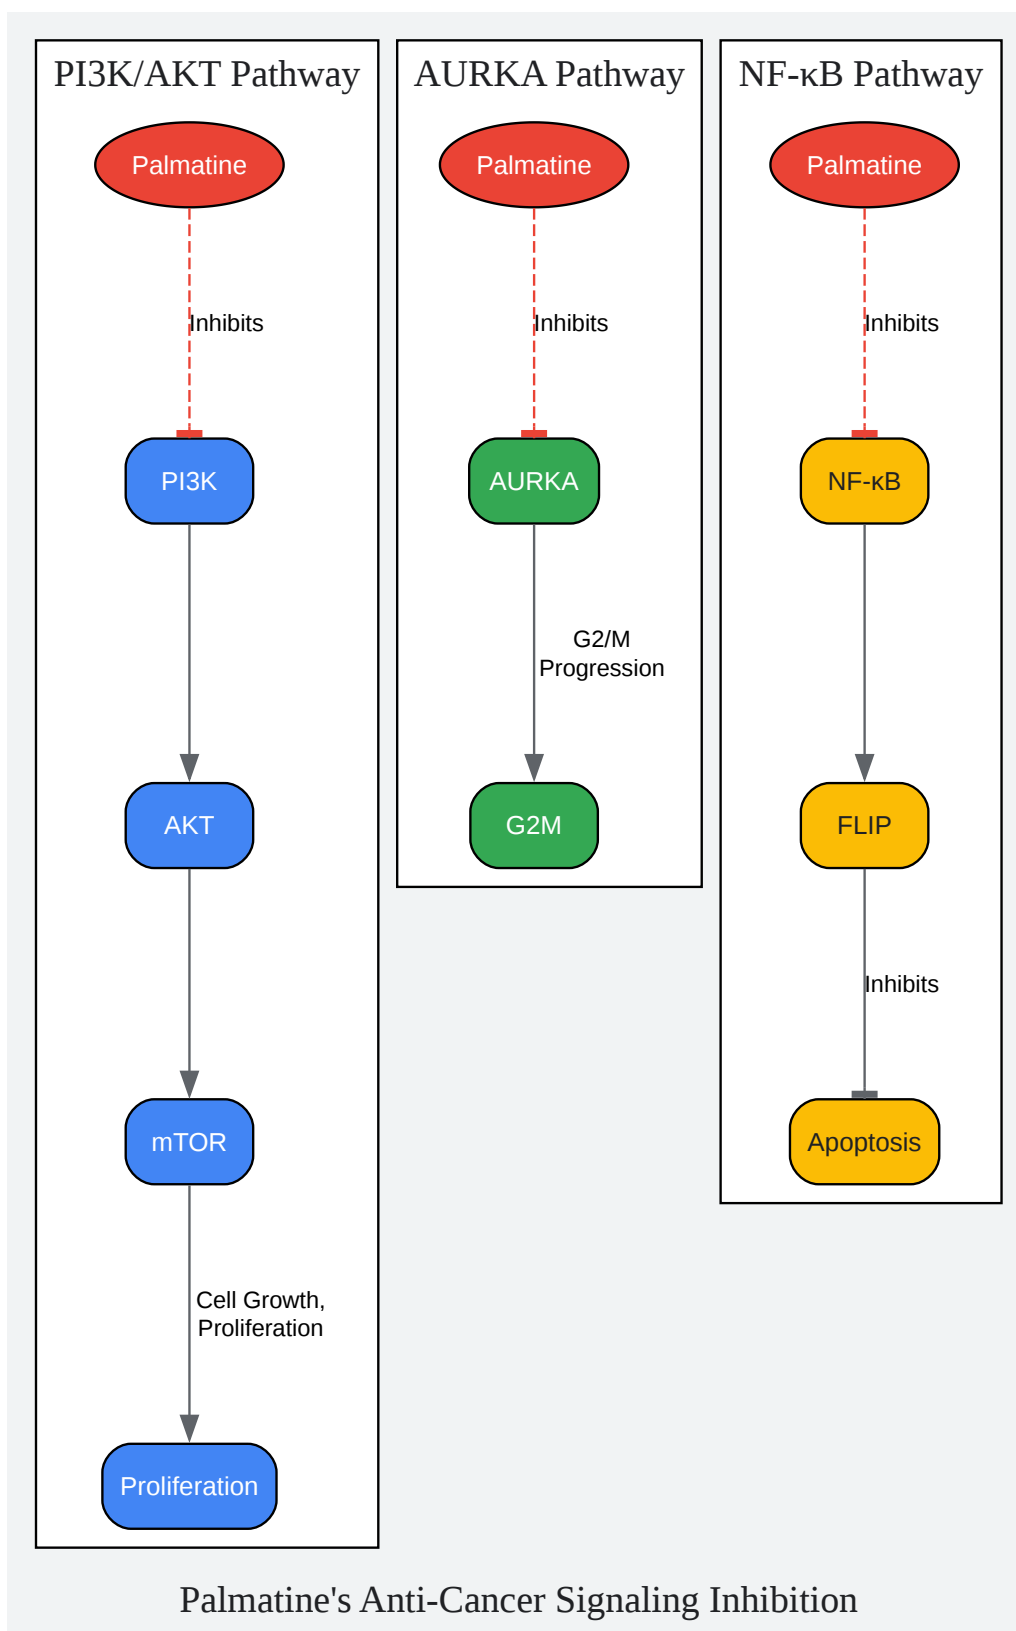 PI3K/AKT Pathway
Palmatine
Inhibits
PI3K
AKT
mTOR
Cell Growth,
Proliferation
Proliferation
AURKA Pathway
Palmatine
Inhibits
AURKA
G2/M
Progression
G2M
NF-κB Pathway
Palmatine
Inhibits
NF-κB
FLIP
Inhibits
Apoptosis
Palmatine's Anti-Cancer Signaling Inhibition